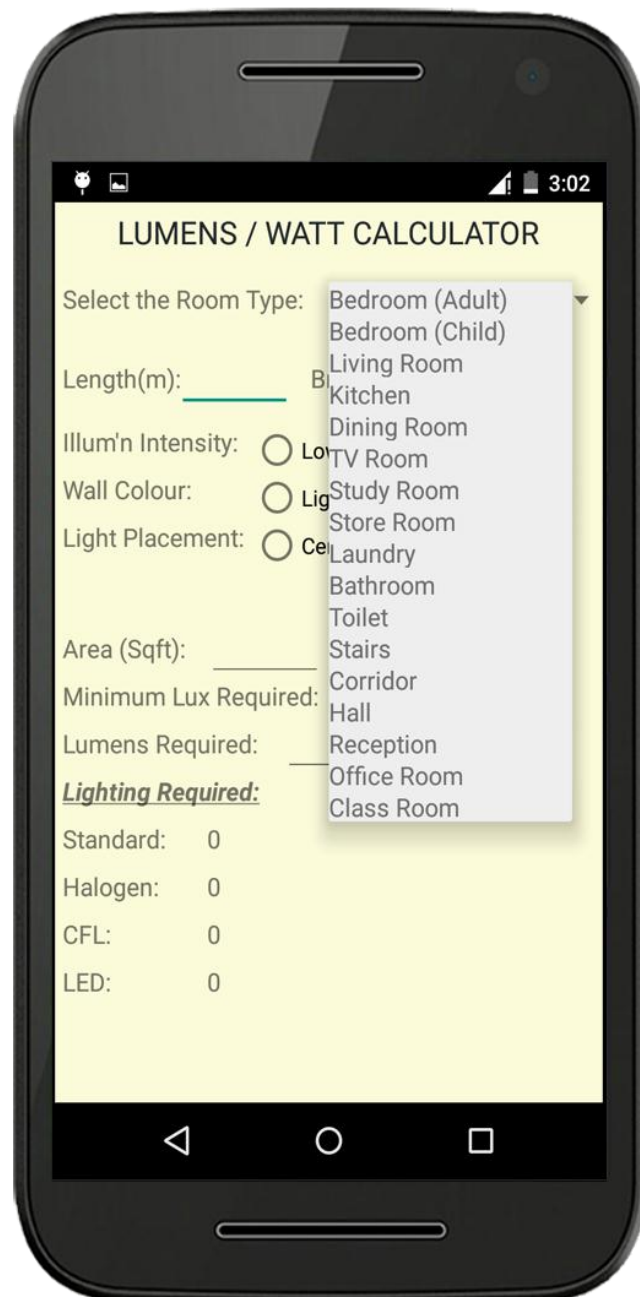 3:02
LUMENS / WATT CALCULATOR
Select the Room Type:
Bedroom (Adult)
Bedroom (Child)
Living Room
Kitchen
Dining Room
TV Room
Study Room
Store Room
Laundry
Bathroom
Toilet
Stairs
Corridor
Hall
Reception
Office Room
Class Room
Length(m):
Illum'n Intensity:
Wall Colour:
Light Placement:
Area (Sqft):
Minimum Lux Required:
Lumens Required:
Lighting Required:
Standard: 0
Halogen: 0
CFL: 0
LED: 0